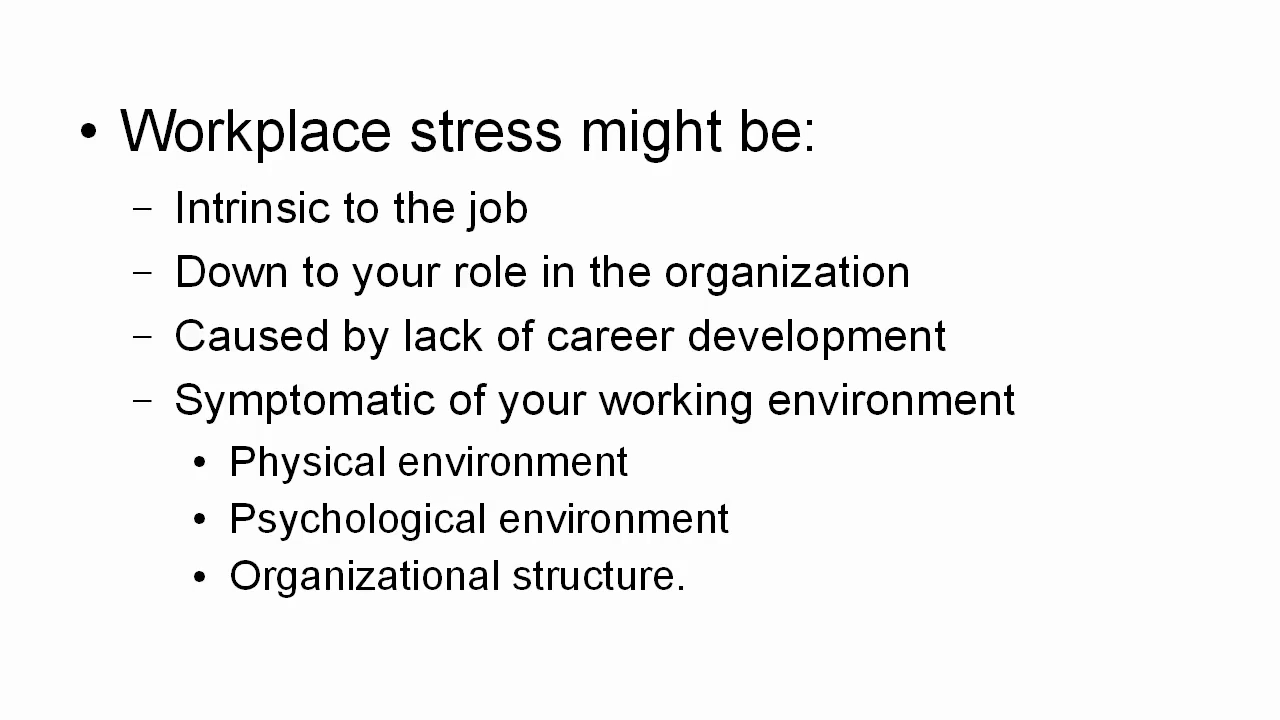 • Workplace stress might be:
– Intrinsic to the job
– Down to your role in the organization
– Caused by lack of career development
– Symptomatic of your working environment
• Physical environment
• Psychological environment
• Organizational structure.